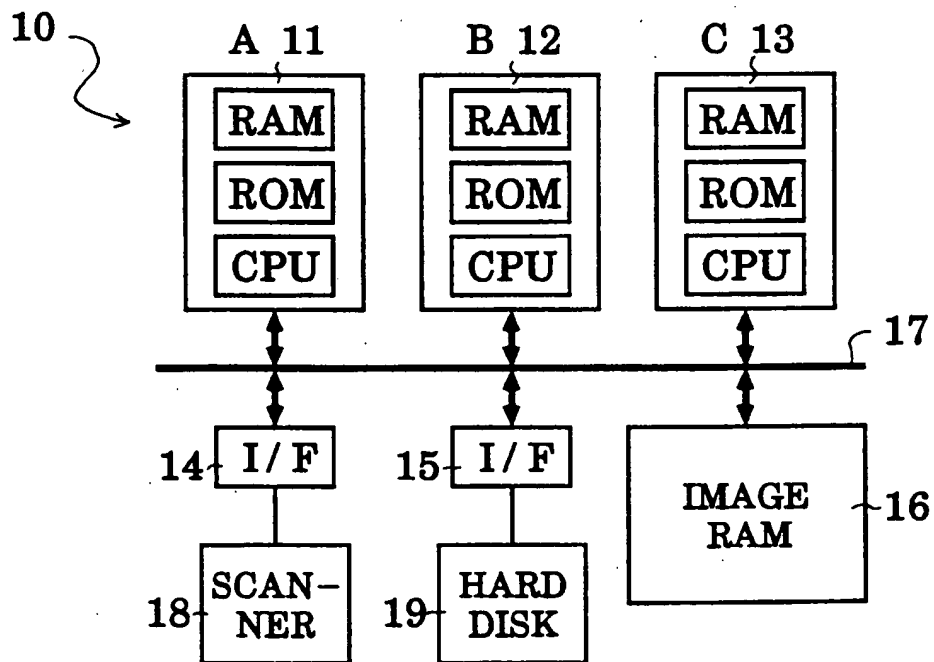 10
A 11
B 12
C 13
RAM
ROM
CPU
RAM
ROM
CPU
RAM
ROM
CPU
17
14
I/F
15
I/F
IMAGE
RAM
16
18
SCAN-
NER
19
HARD
DISK